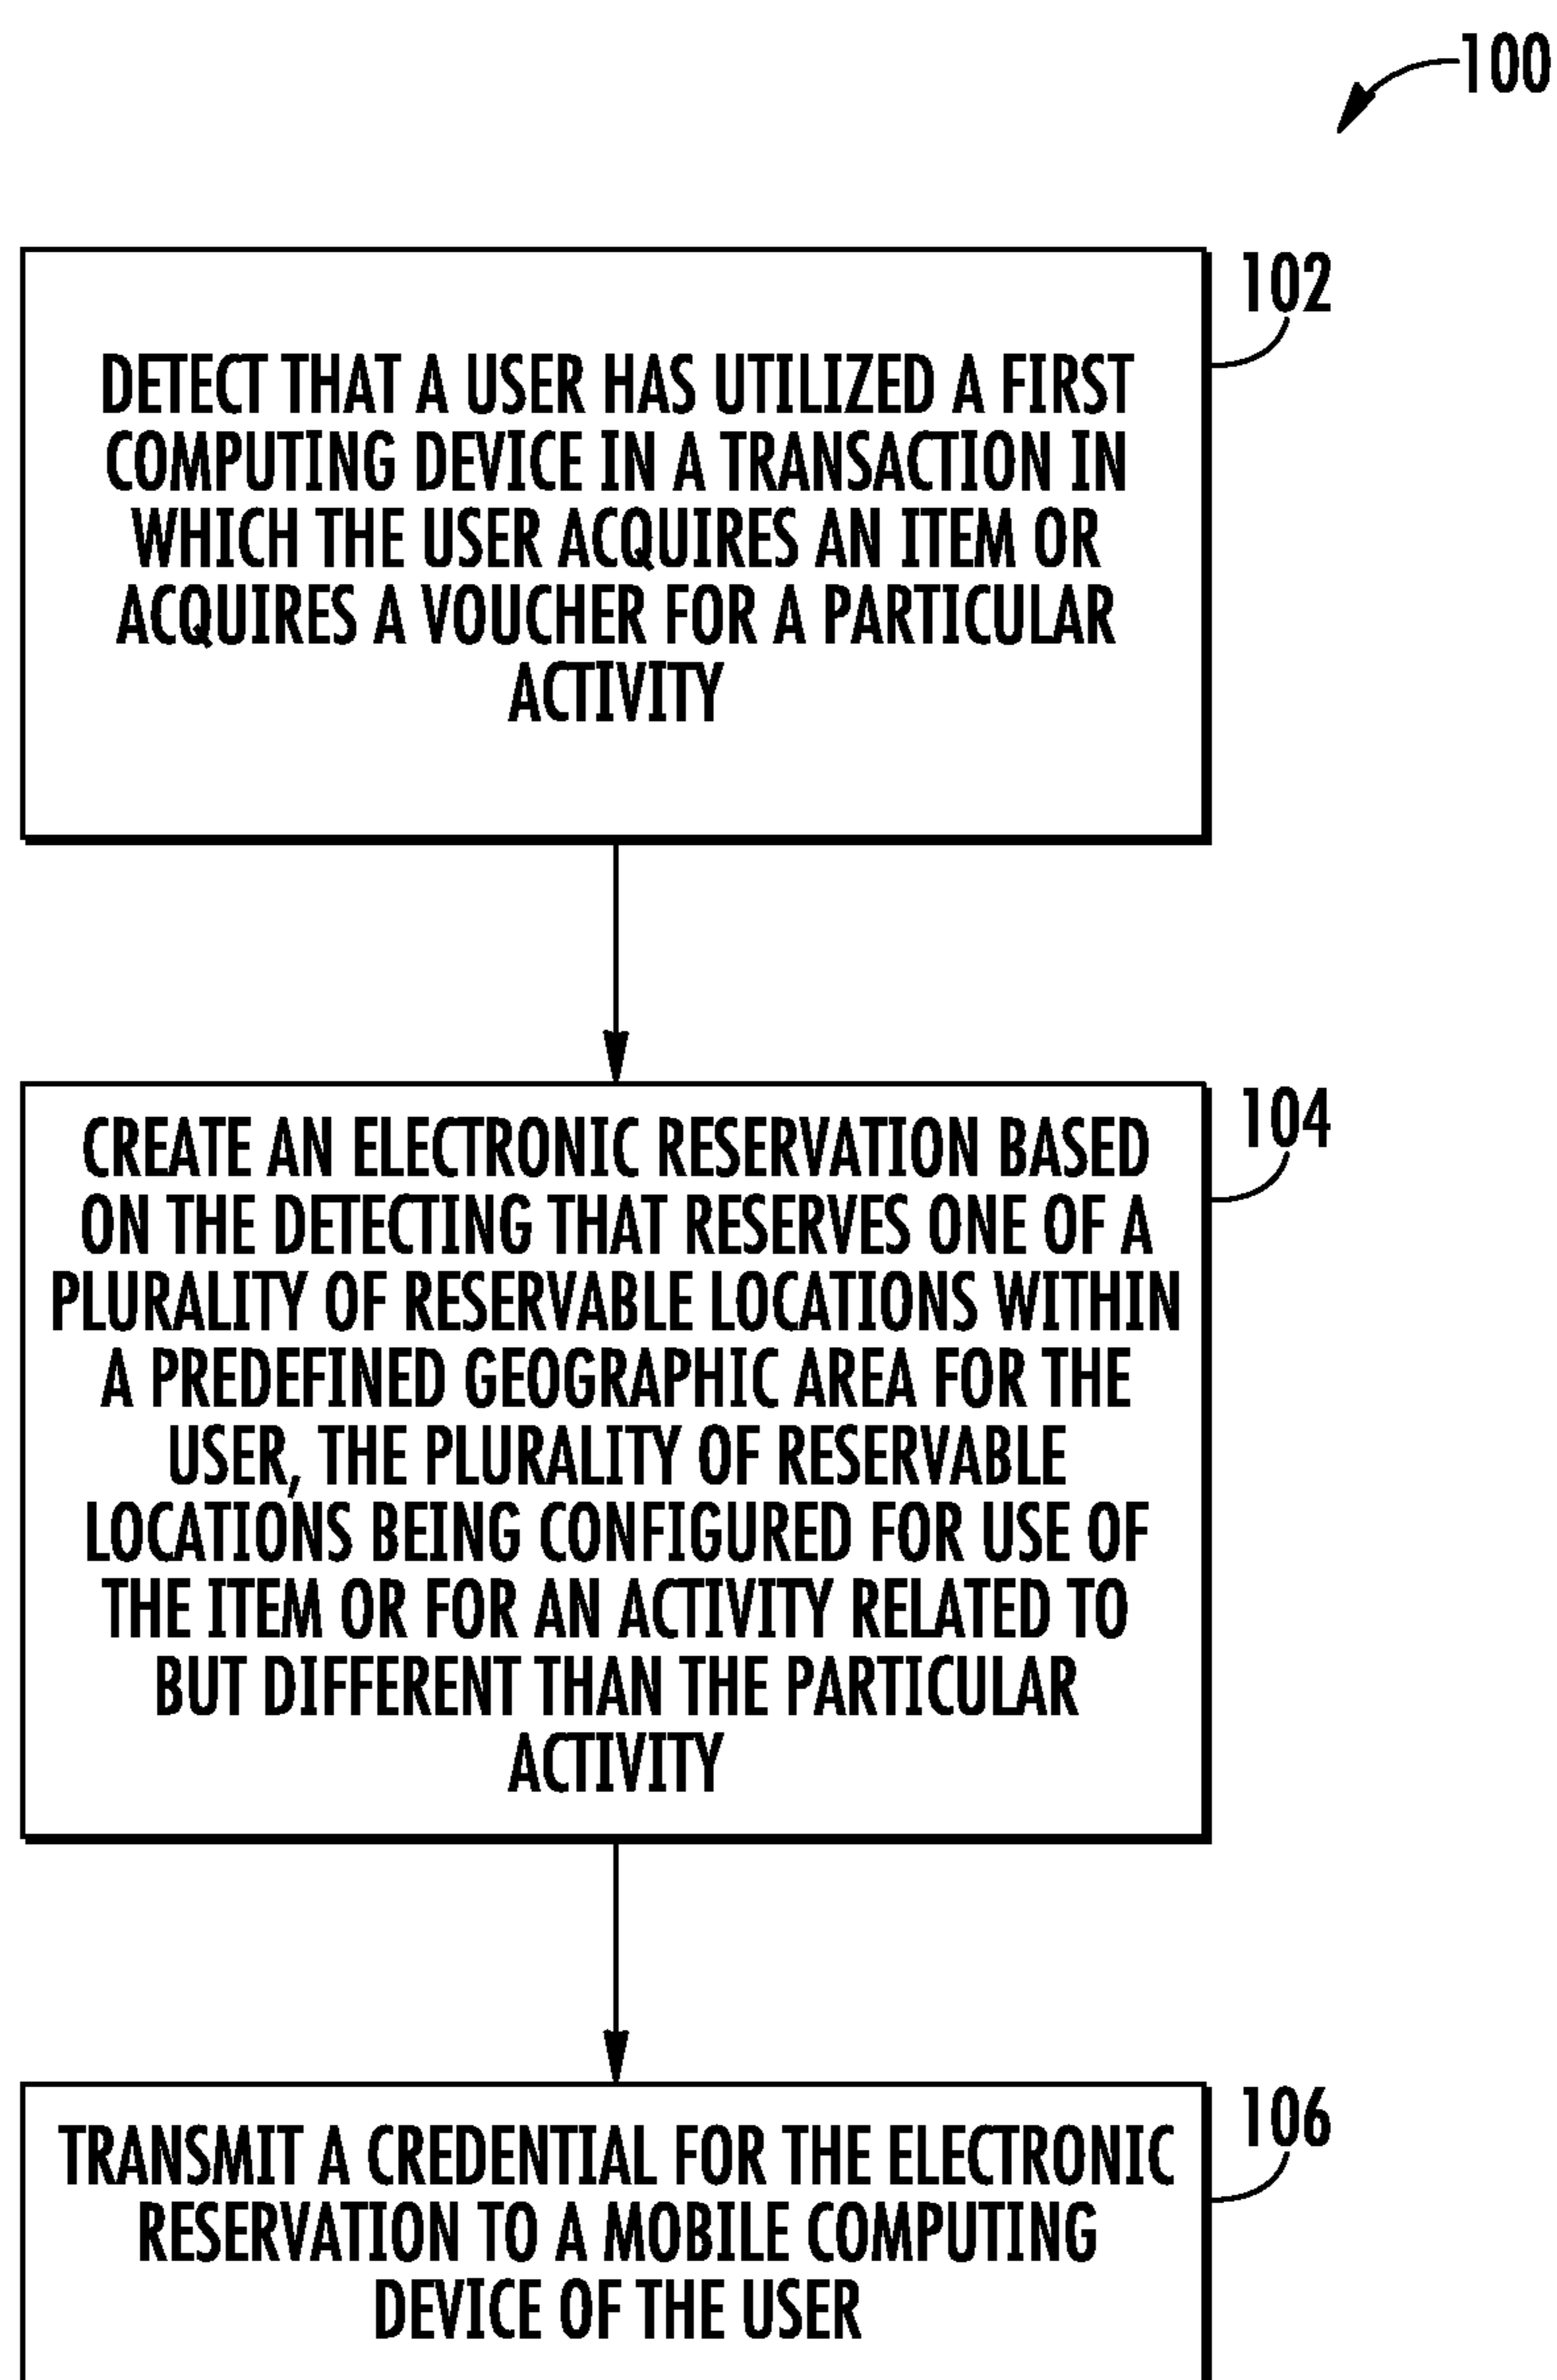 100
102
DETECT THAT A USER HAS UTILIZED A FIRST
COMPUTING DEVICE IN A TRANSACTION IN
WHICH THE USER ACQUIRES AN ITEM OR
ACQUIRES A VOUCHER FOR A PARTICULAR
ACTIVITY
104
CREATE AN ELECTRONIC RESERVATION BASED
ON THE DETECTING THAT RESERVES ONE OF A
PLURALITY OF RESERVABLE LOCATIONS WITHIN
A PREDEFINED GEOGRAPHIC AREA FOR THE
USER, THE PLURALITY OF RESERVABLE
LOCATIONS BEING CONFIGURED FOR USE OF
THE ITEM OR FOR AN ACTIVITY RELATED TO
BUT DIFFERENT THAN THE PARTICULAR
ACTIVITY
106
TRANSMIT A CREDENTIAL FOR THE ELECTRONIC
RESERVATION TO A MOBILE COMPUTING
DEVICE OF THE USER